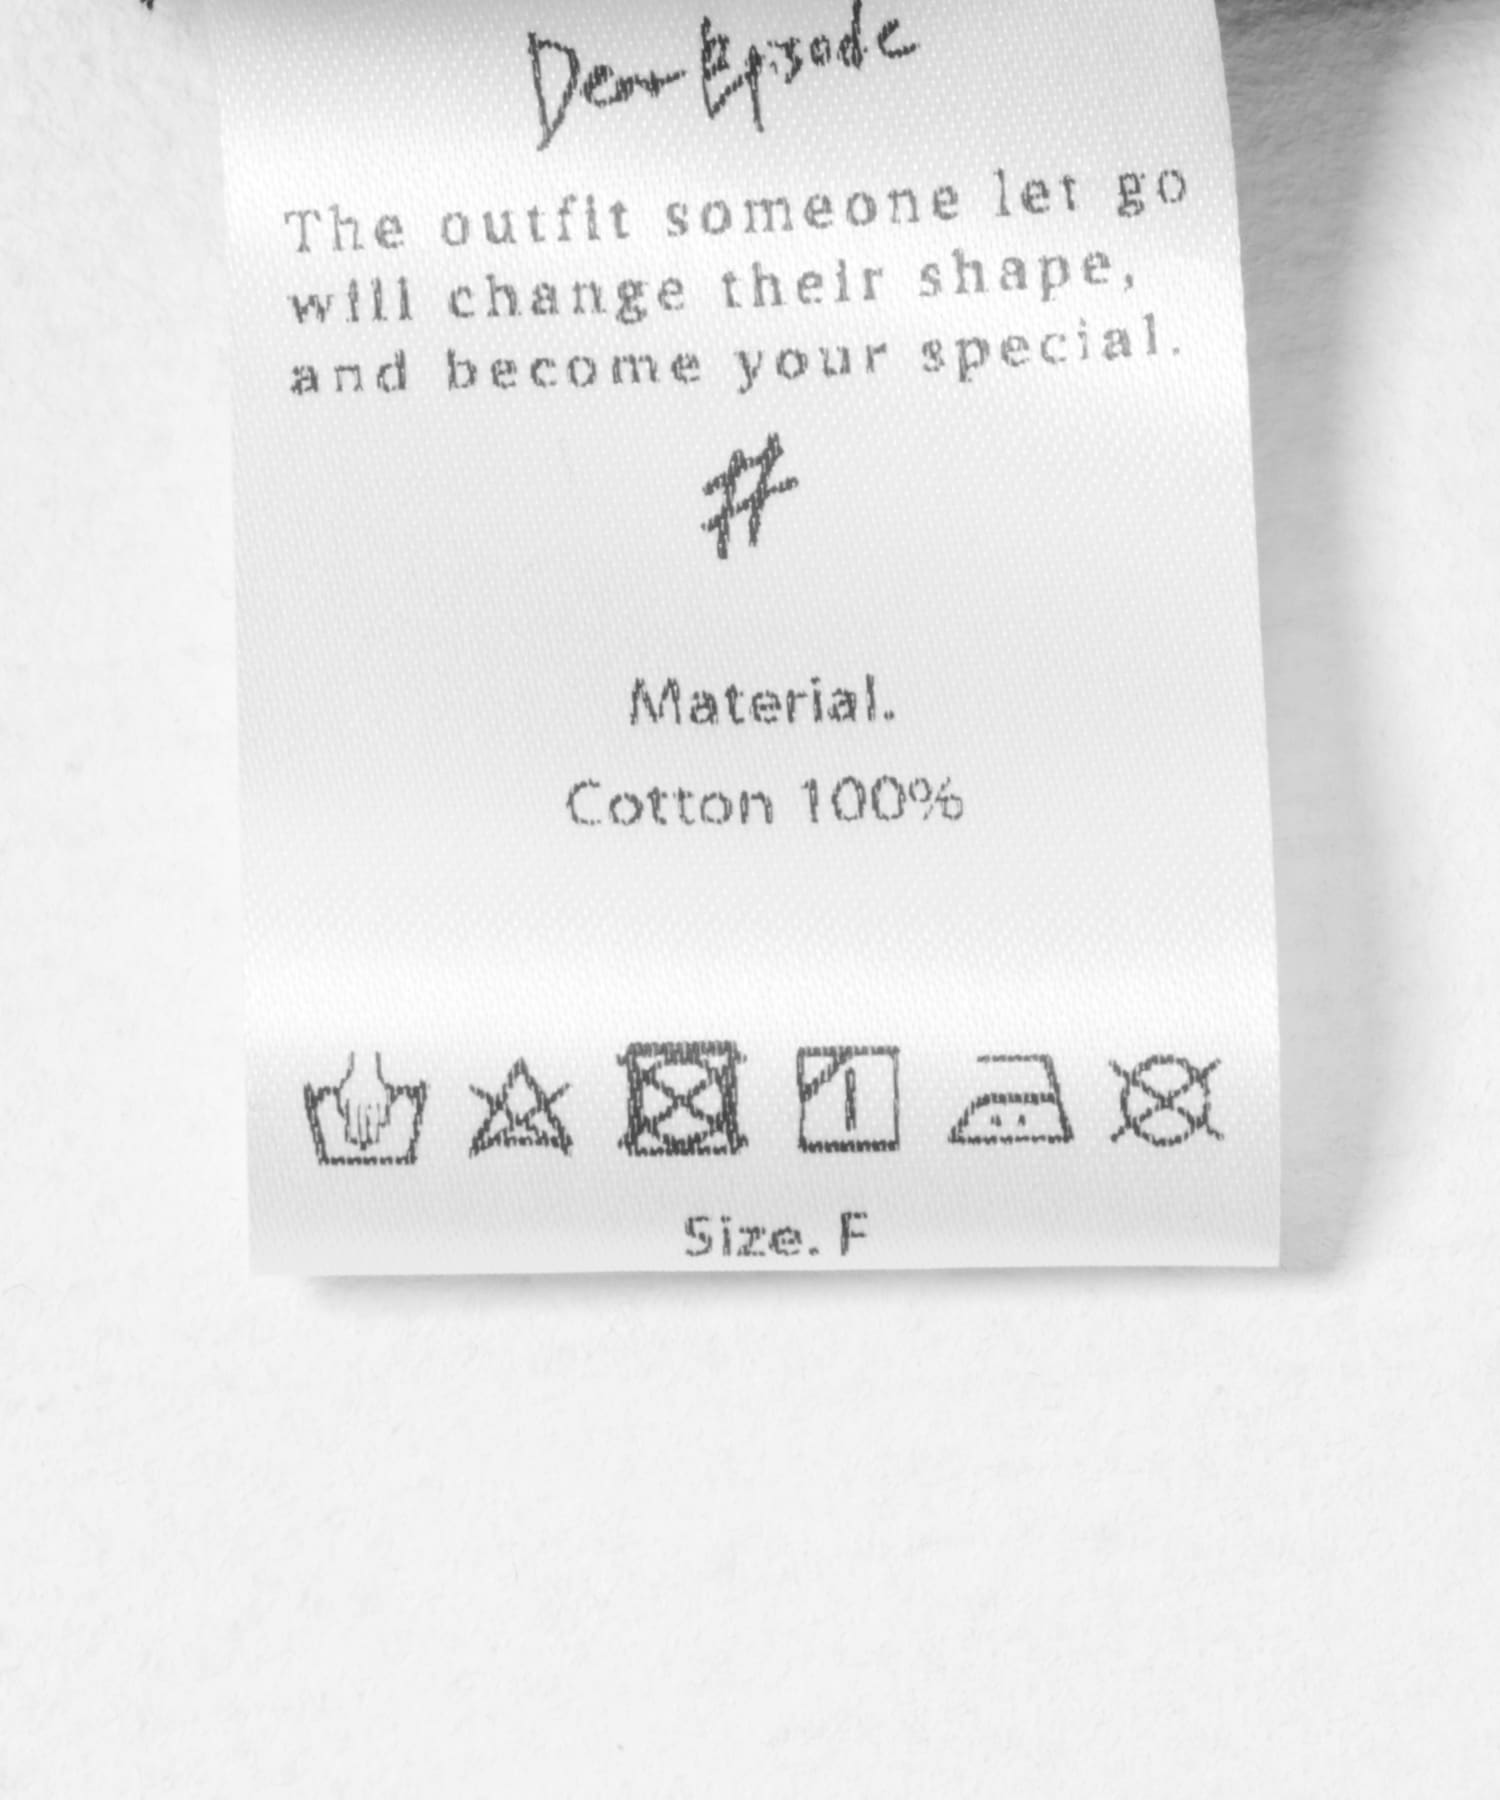 Dear Episode
The outfit someone let go
will change their shape,
and become your special.
#
Material.
Cotton 100%
Size. F